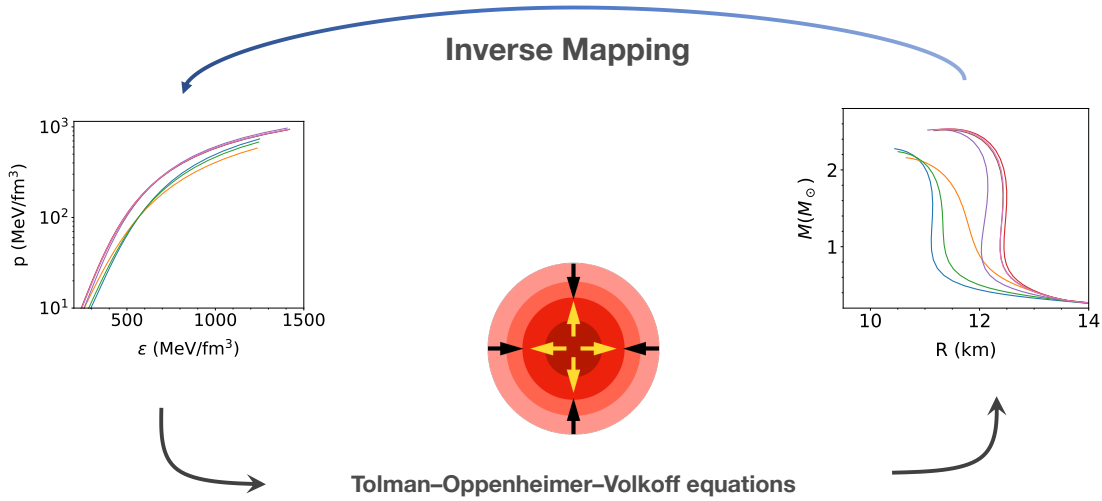 Inverse Mapping
10³
10²
10¹
p (MeV/fm³)
500
1000
1500
ε (MeV/fm³)
2
1
M(M☉)
10
12
14
R (km)
Tolman–Oppenheimer–Volkoff equations